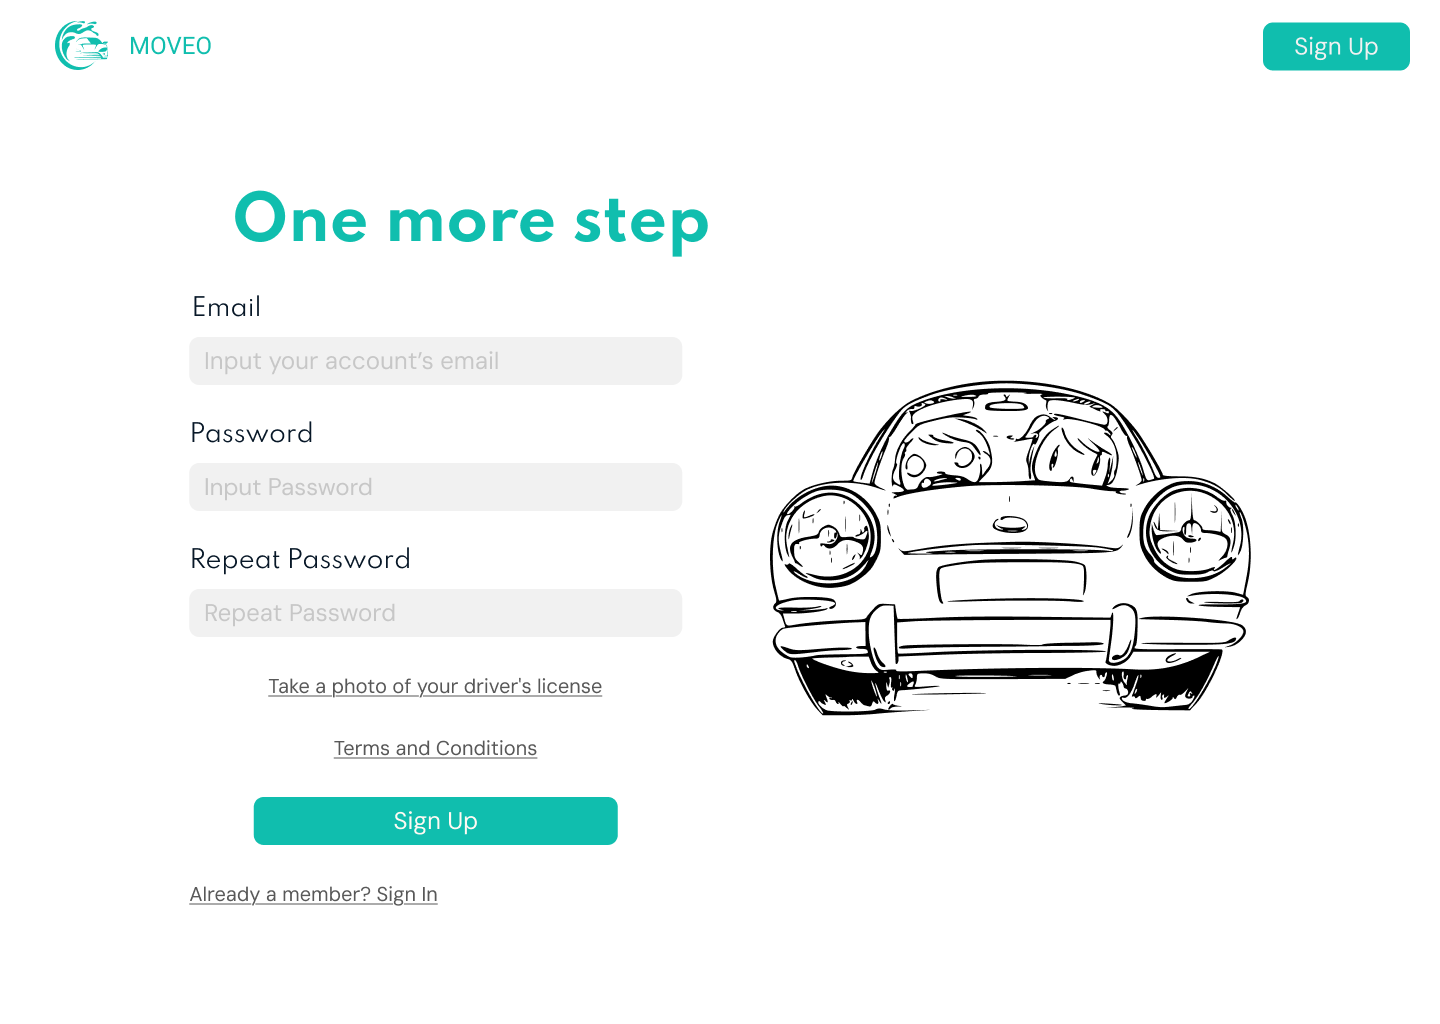 MOVEO
Sign Up
One more step
Email
Input your account’s email
Password
Input Password
Repeat Password
Repeat Password
Take a photo of your driver's license
Terms and Conditions
Sign Up
Already a member? Sign In